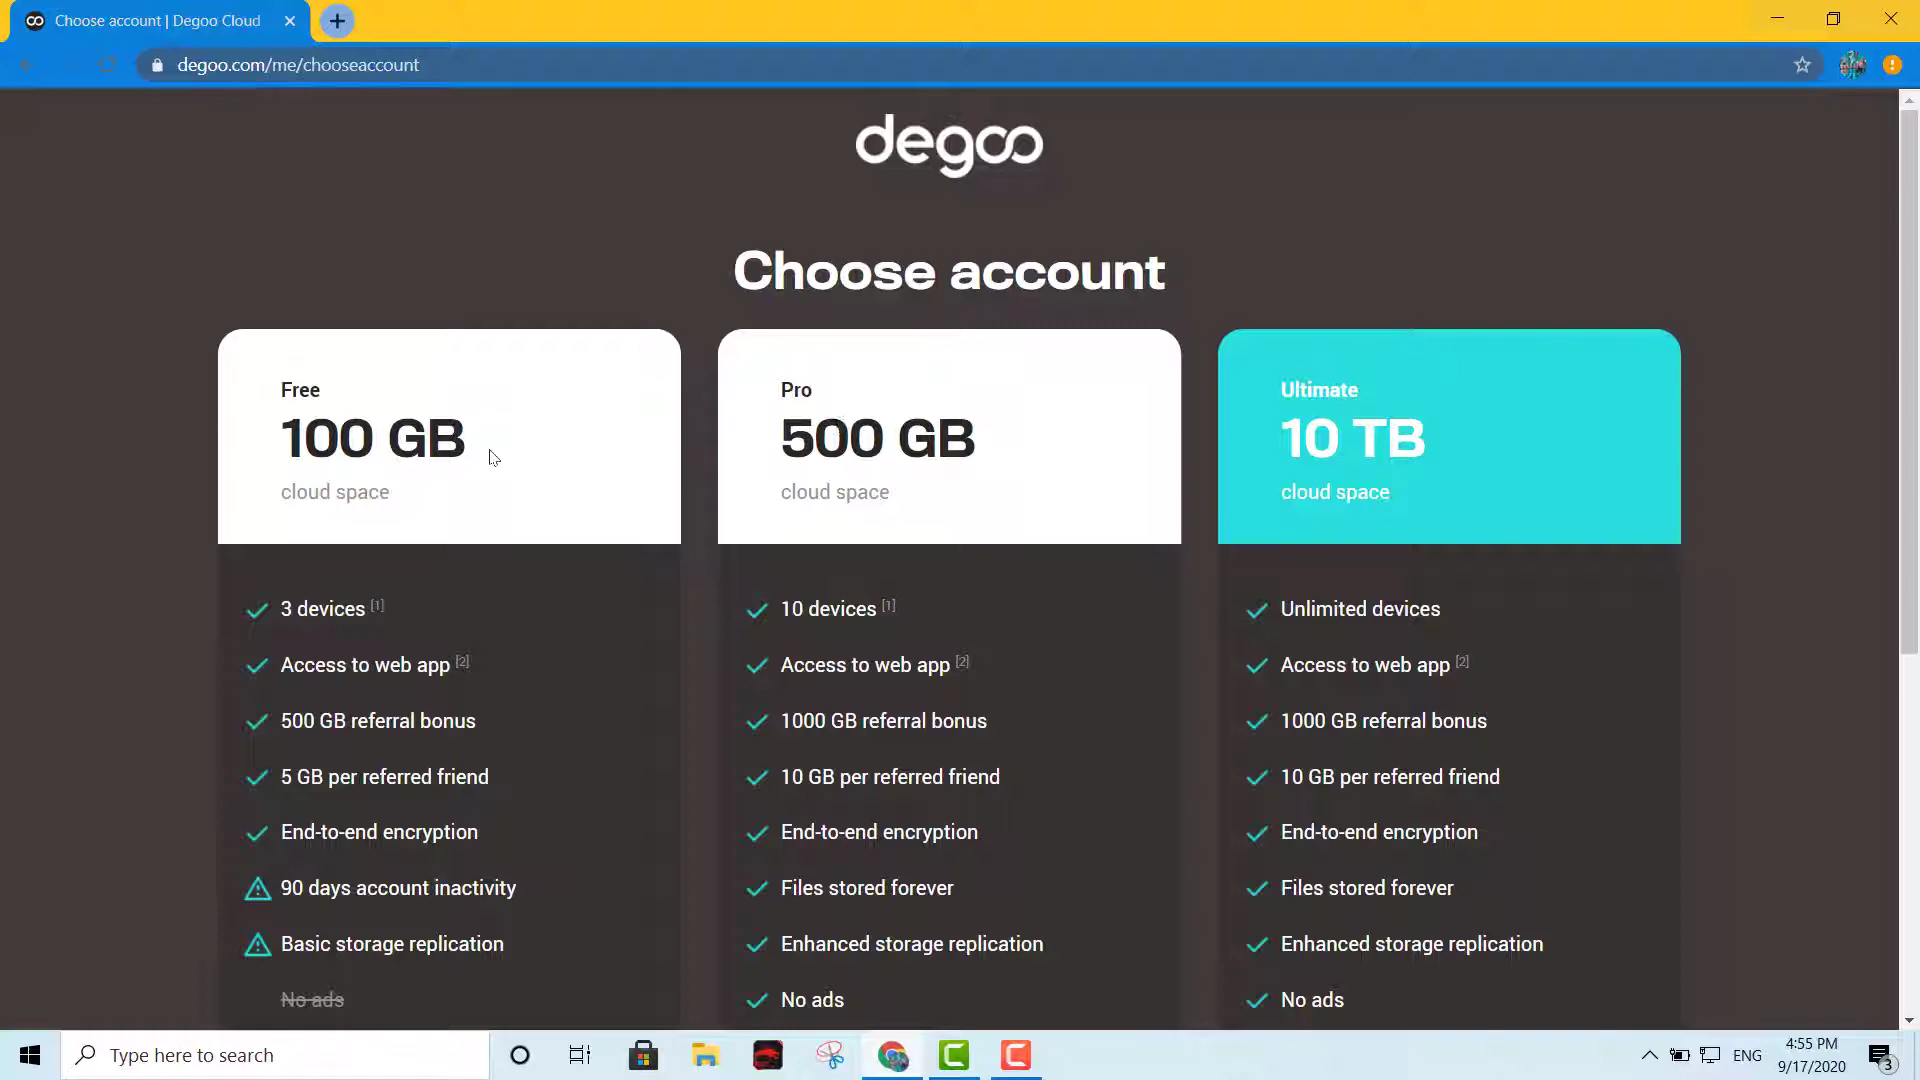 Choose account | Degoo Cloud
degoo.com/me/chooseaccount
degoo
Choose account
Free
100 GB
cloud space
3 devices [1]
Access to web app [2]
500 GB referral bonus
5 GB per referred friend
End-to-end encryption
90 days account inactivity
Basic storage replication
No ads
Pro
500 GB
cloud space
10 devices [1]
Access to web app [2]
1000 GB referral bonus
10 GB per referred friend
End-to-end encryption
Files stored forever
Enhanced storage replication
No ads
Ultimate
10 TB
cloud space
Unlimited devices
Access to web app [2]
1000 GB referral bonus
10 GB per referred friend
End-to-end encryption
Files stored forever
Enhanced storage replication
No ads
Type here to search
ENG
4:55 PM
9/17/2020
3